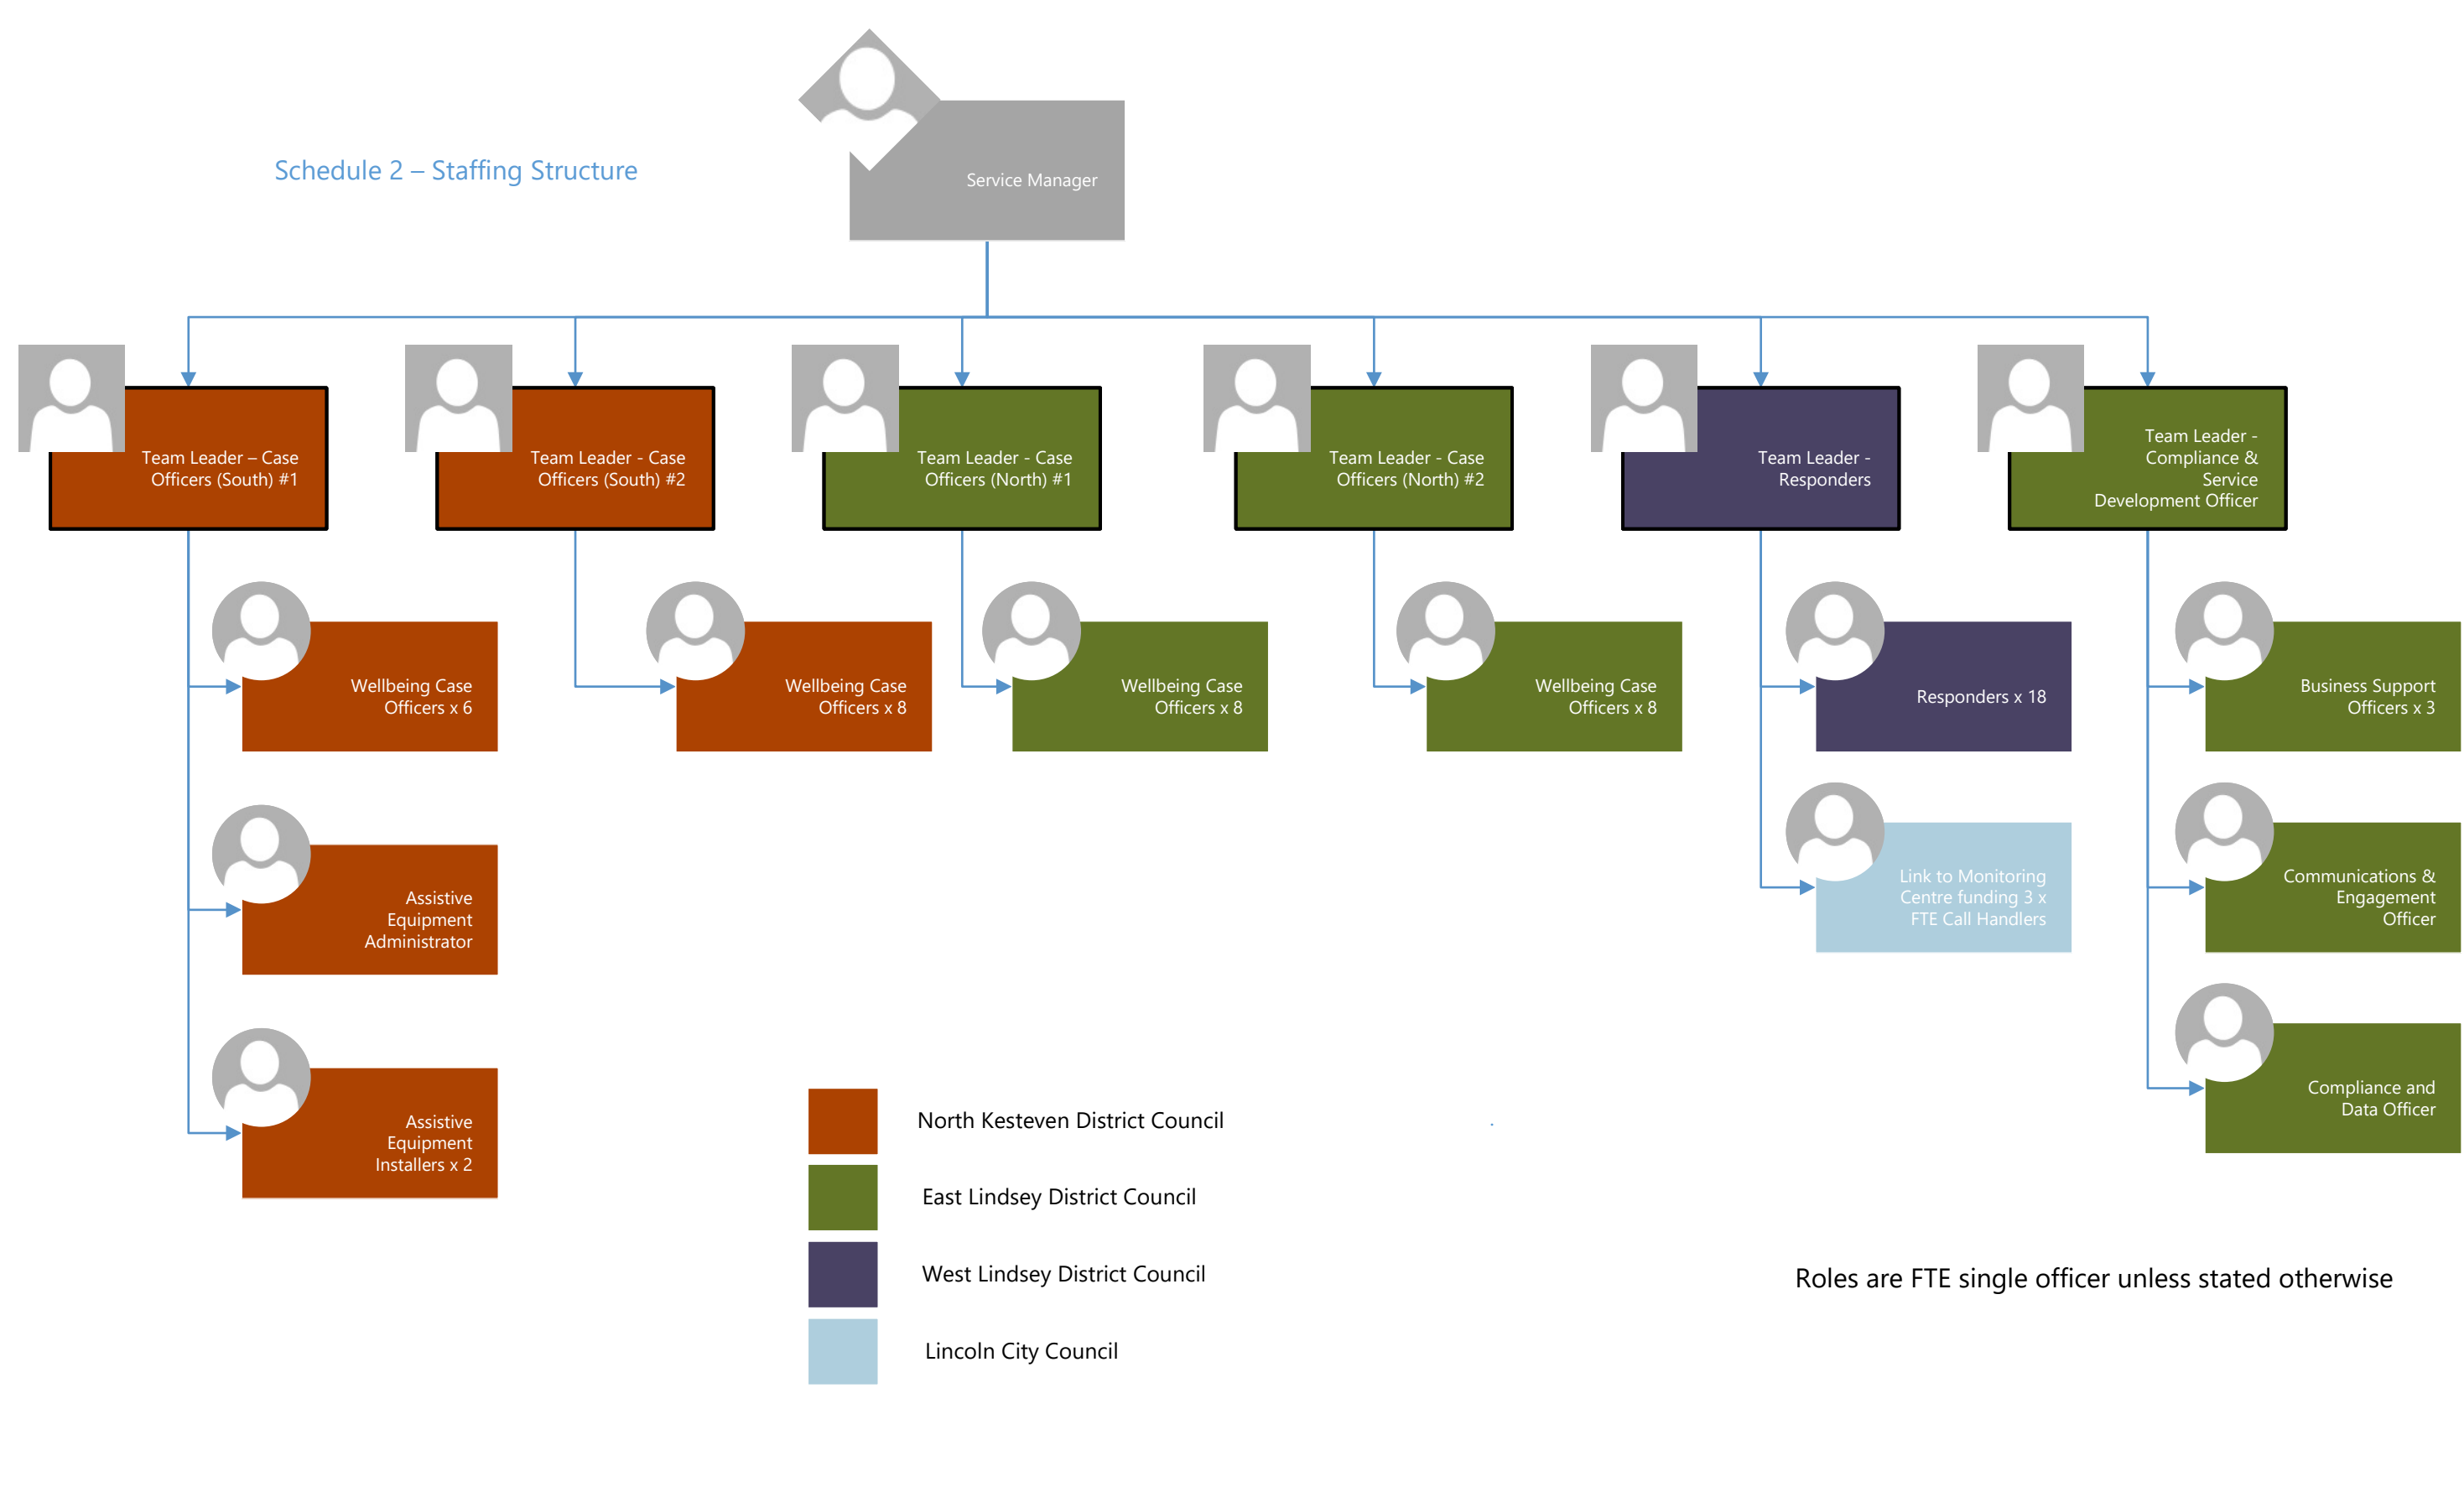 Schedule 2 – Staffing Structure
Service Manager
Team Leader – Case
Officers (South) #1
Team Leader - Case
Officers (South) #2
Team Leader - Case
Officers (North) #1
Team Leader - Case
Officers (North) #2
Team Leader -
Responders
Team Leader -
Compliance &
Service
Development Officer
Wellbeing Case
Officers x 6
Wellbeing Case
Officers x 8
Wellbeing Case
Officers x 8
Wellbeing Case
Officers x 8
Responders x 18
Business Support
Officers x 3
Assistive
Equipment
Administrator
Link to Monitoring
Centre funding 3 x
FTE Call Handlers
Communications &
Engagement
Officer
Assistive
Equipment
Installers x 2
Compliance and
Data Officer
North Kesteven District Council
East Lindsey District Council
West Lindsey District Council
Lincoln City Council
Roles are FTE single officer unless stated otherwise